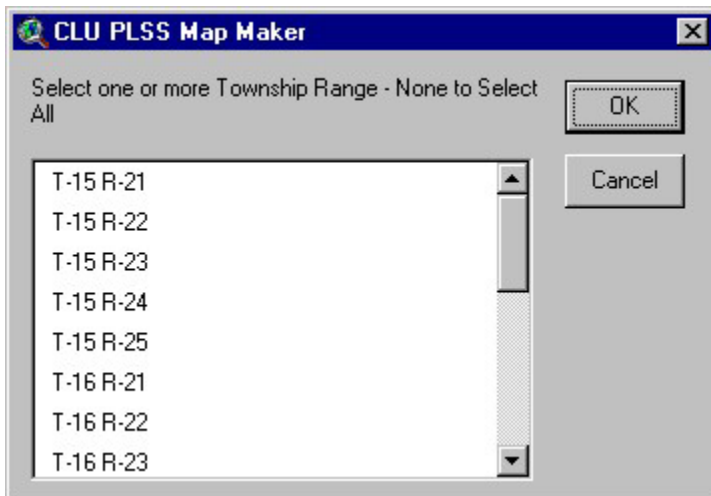 CLU PLSS Map Maker
Select one or more Township Range - None to Select
All
OK
Cancel
T-15 R-21
T-15 R-22
T-15 R-23
T-15 R-24
T-15 R-25
T-16 R-21
T-16 R-22
T-16 R-23